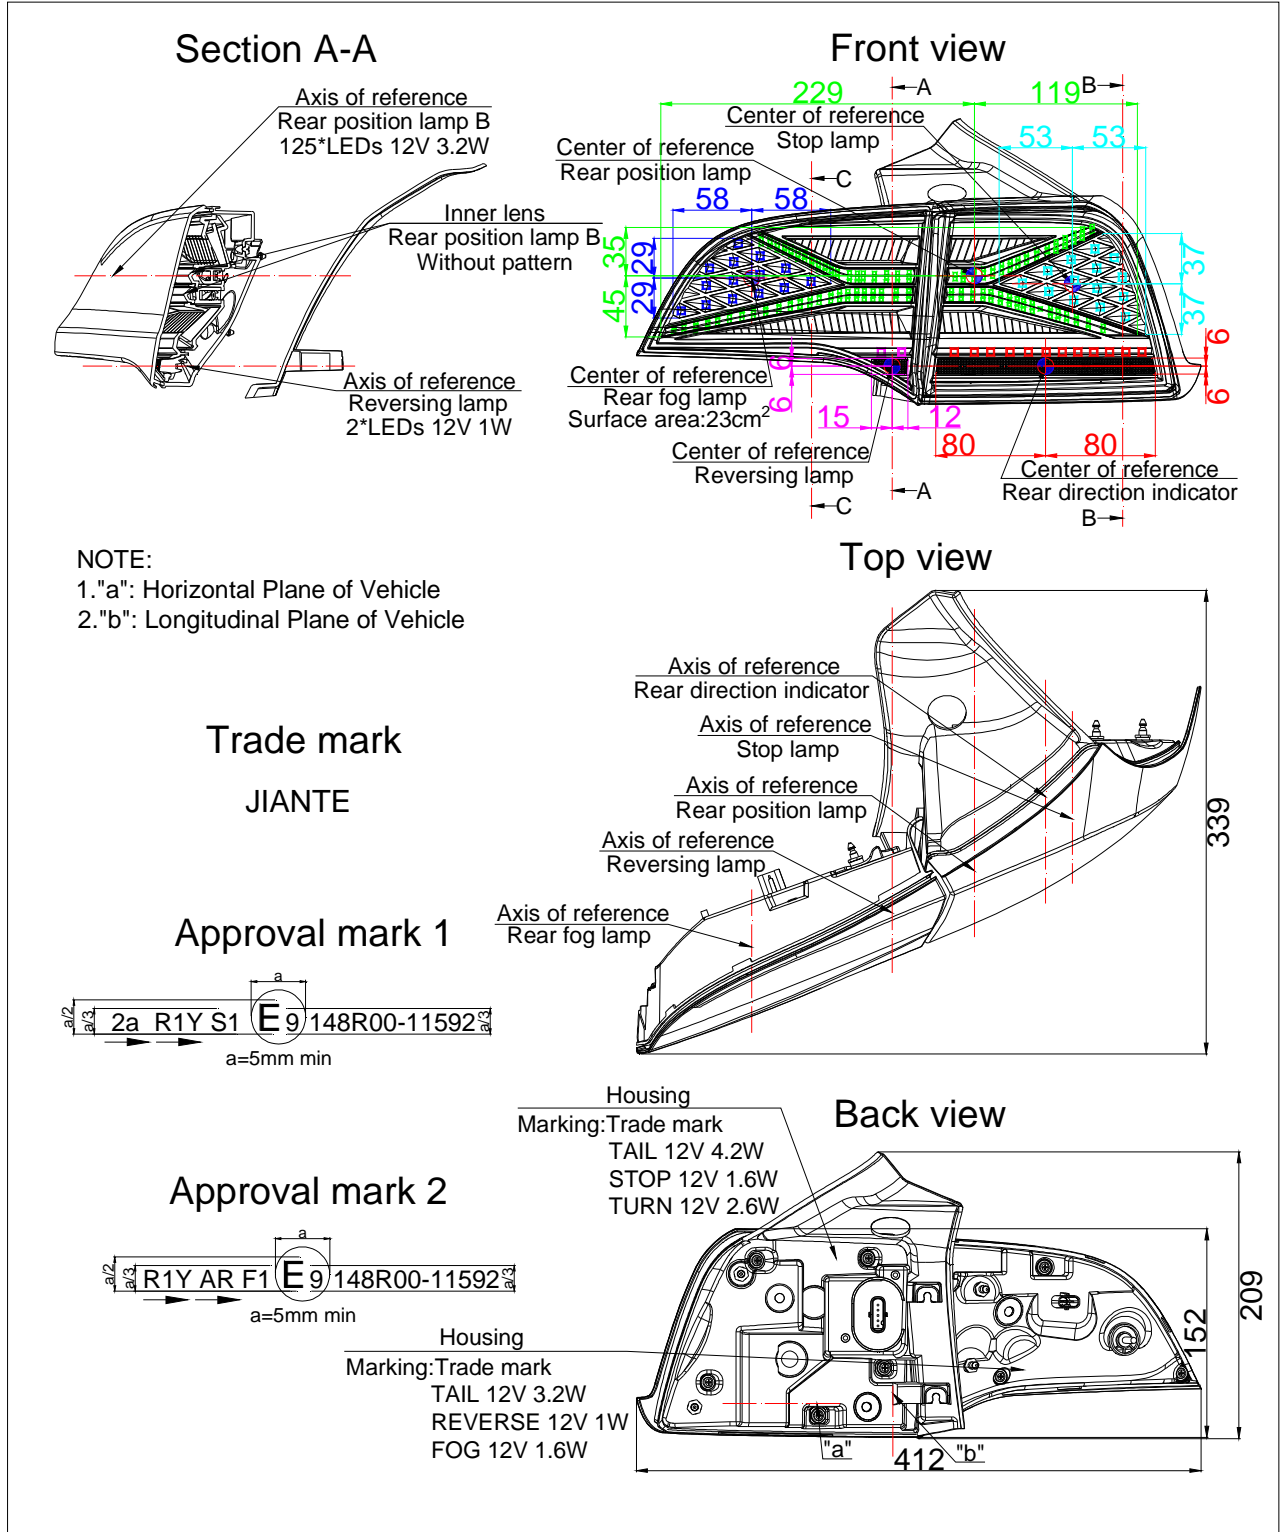 Section A-A
Axis of reference
Rear position lamp B
125*LEDs 12V 3.2W
Inner lens
Rear position lamp B
Without pattern
Axis of reference
Reversing lamp
2*LEDs 12V 1W
Front view
A
B
229
119
Center of reference
Stop lamp
53
53
Center of reference
Rear position lamp
C
58
58
35
29
29
45
37
37
6
6
6
6
Center of reference
Rear fog lamp
Surface area:23cm²
15
12
80
80
Center of reference
Reversing lamp
Center of reference
Rear direction indicator
A
C
B
NOTE:
1."a": Horizontal Plane of Vehicle
2."b": Longitudinal Plane of Vehicle
Top view
Axis of reference
Rear direction indicator
Axis of reference
Stop lamp
Axis of reference
Rear position lamp
Axis of reference
Reversing lamp
Axis of reference
Rear fog lamp
339
Trade mark
JIANTE
Approval mark 1
a
a/2
a/3
2a R1Y S1 E 9 148R00-11592
a/3
a=5mm min
Approval mark 2
a
a/2
a/3
R1Y AR F1 E 9 148R00-11592
a/3
a=5mm min
Back view
Housing
Marking:Trade mark
TAIL 12V 4.2W
STOP 12V 1.6W
TURN 12V 2.6W
Housing
Marking:Trade mark
TAIL 12V 3.2W
REVERSE 12V 1W
FOG 12V 1.6W
152
209
"a"
"b"
412